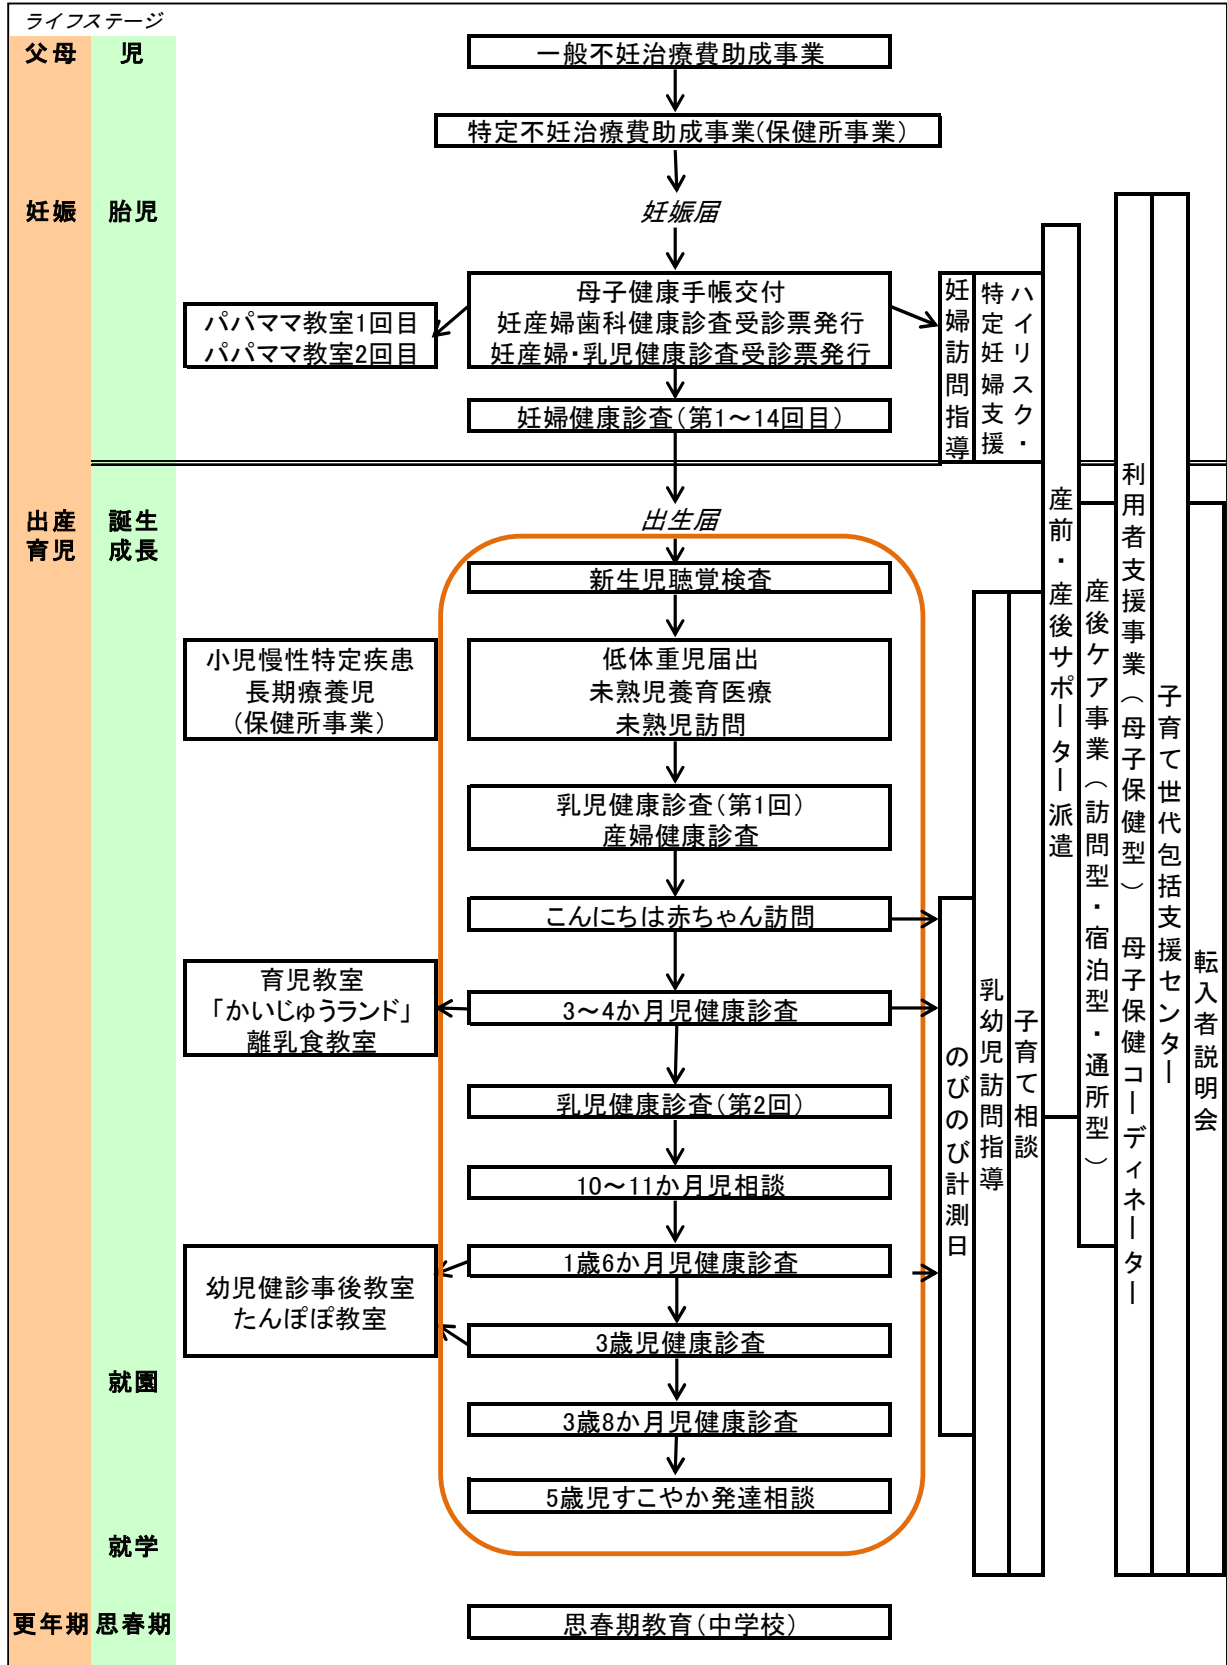 ライフステージ
父母 児
一般不妊治療費助成事業
特定不妊治療費助成事業(保健所事業)
妊娠 胎児
妊娠届
母子健康手帳交付
妊産婦歯科健康診査受診票発行
妊産婦・乳児健康診査受診票発行
パパママ教室1回目
パパママ教室2回目
妊婦訪問指導
ハイリスク・
特定妊婦支援
妊婦健康診査(第1～14回目)
出産 誕生
育児 成長
出生届
新生児聴覚検査
小児慢性特定疾患
長期療養児
(保健所事業)
低体重児届出
未熟児養育医療
未熟児訪問
乳児健康診査(第1回)
産婦健康診査
こんにちは赤ちゃん訪問
育児教室
「かいじゅうランド」
離乳食教室
3～4か月児健康診査
乳児健康診査(第2回)
10～11か月児相談
幼児健診事後教室
たんぽぽ教室
1歳6か月児健康診査
3歳児健康診査
就園
3歳8か月児健康診査
5歳児すこやか発達相談
就学
のびのび計測日
乳幼児訪問指導
子育て相談
産前・産後サポーター派遣
産後ケア事業(訪問型・宿泊型・通所型)
利用者支援事業(母子保健型) 母子保健コーディネーター
子育て世代包括支援センター
転入者説明会
更年期 思春期
思春期教育(中学校)